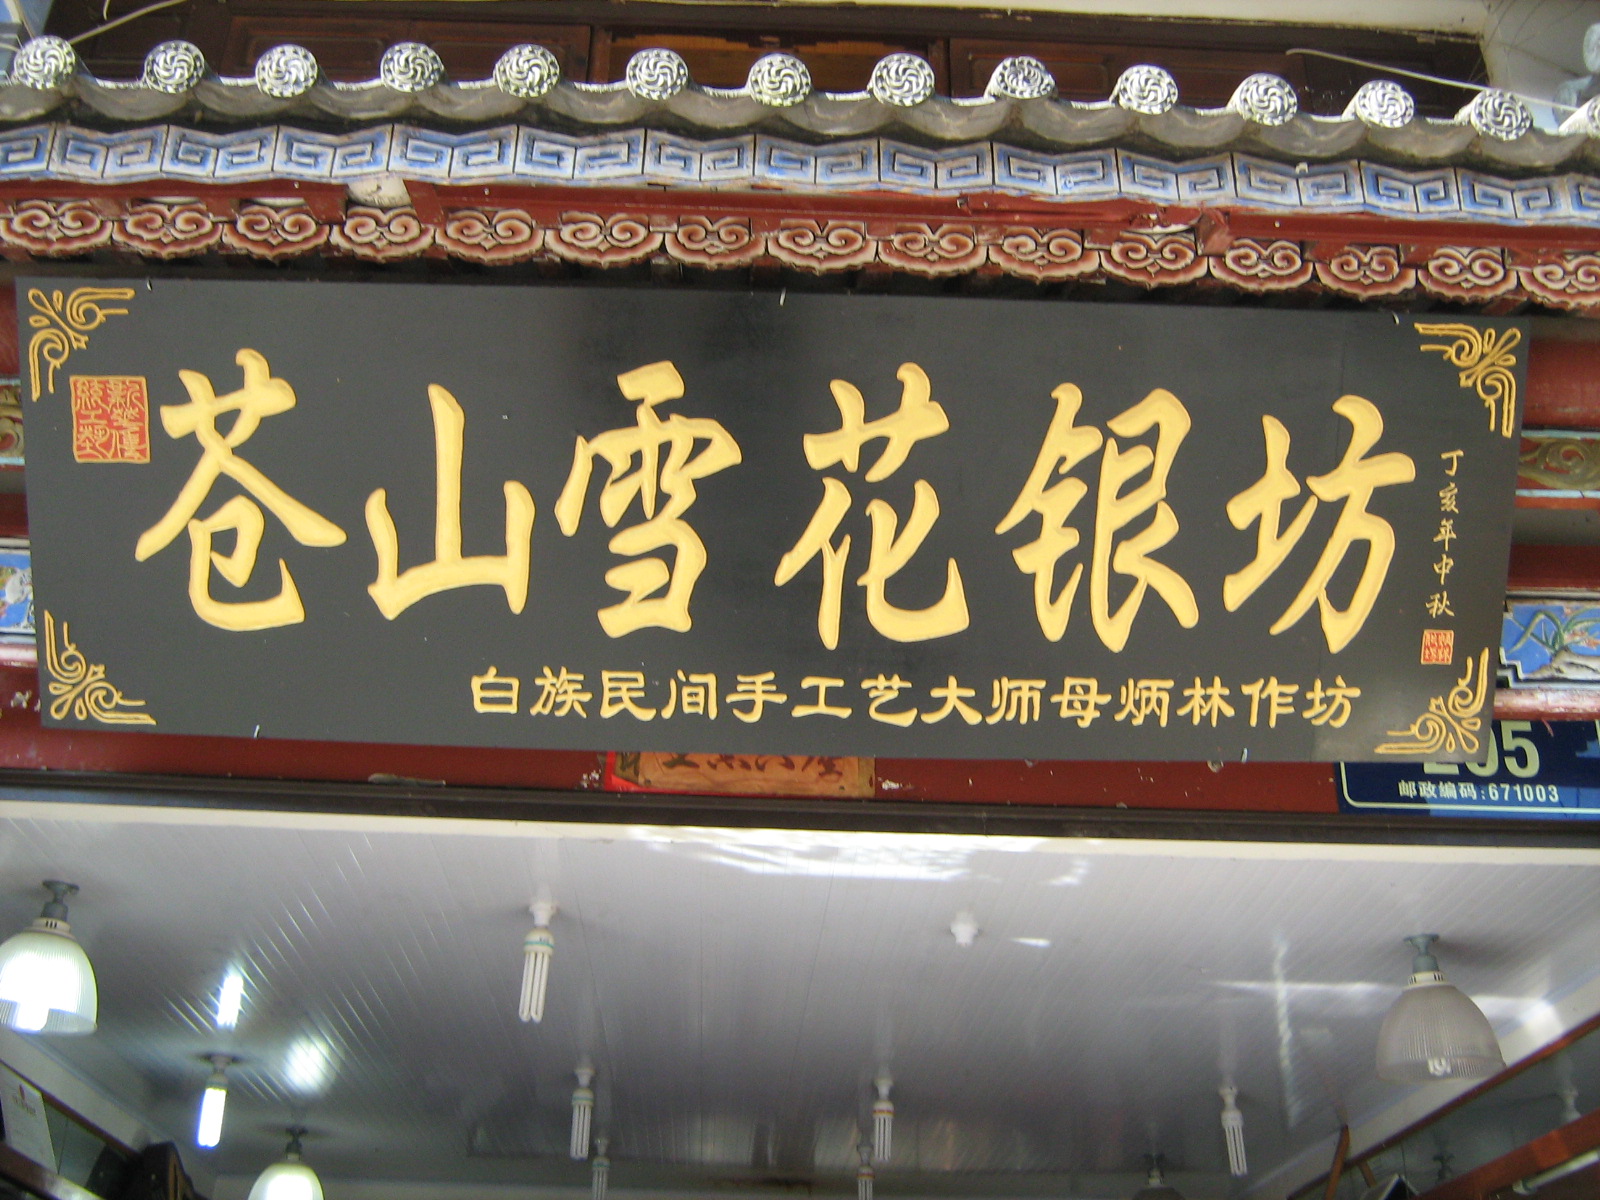 苍山雪花银坊
白族民间手工艺大师母炳林作坊
丁亥年中秋
邮政编码:671003